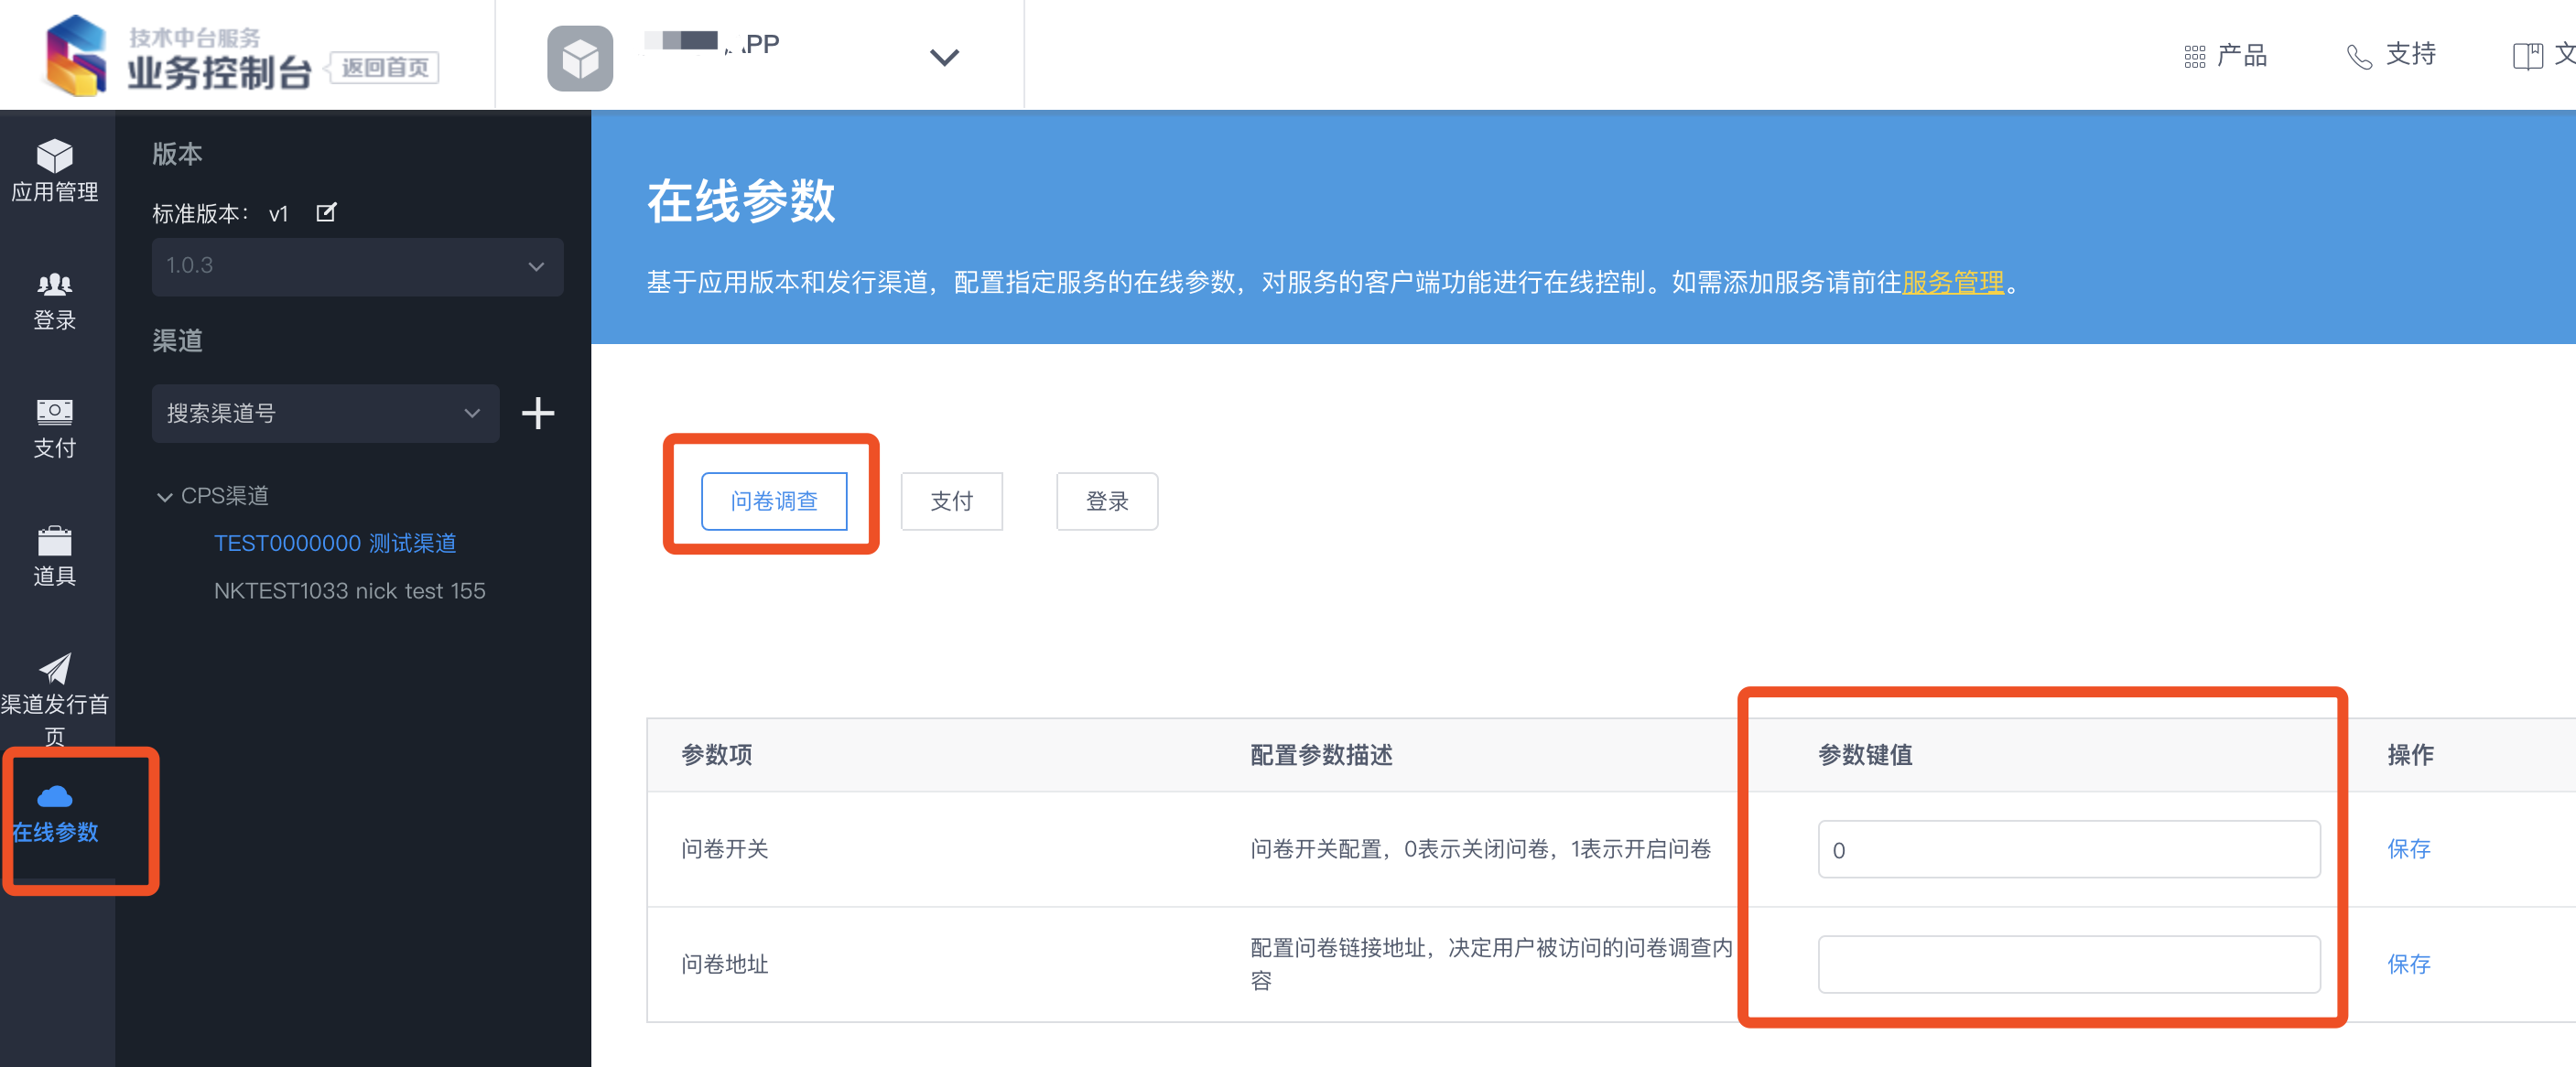 技术中台服务
业务控制台
返回首页
APP
产品
支持
文
应用管理
登录
支付
道具
渠道发行首
页
在线参数
版本
标准版本： v1
1.0.3
渠道
搜索渠道号
CPS渠道
TEST0000000 测试渠道
NKTEST1033 nick test 155
在线参数
基于应用版本和发行渠道，配置指定服务的在线参数，对服务的客户端功能进行在线控制。如需添加服务请前往服务管理。
问卷调查 支付 登录
参数项 配置参数描述 参数键值 操作
问卷开关 问卷开关配置，0表示关闭问卷，1表示开启问卷 0 保存
问卷地址 配置问卷链接地址，决定用户被访问的问卷调查内
容 保存